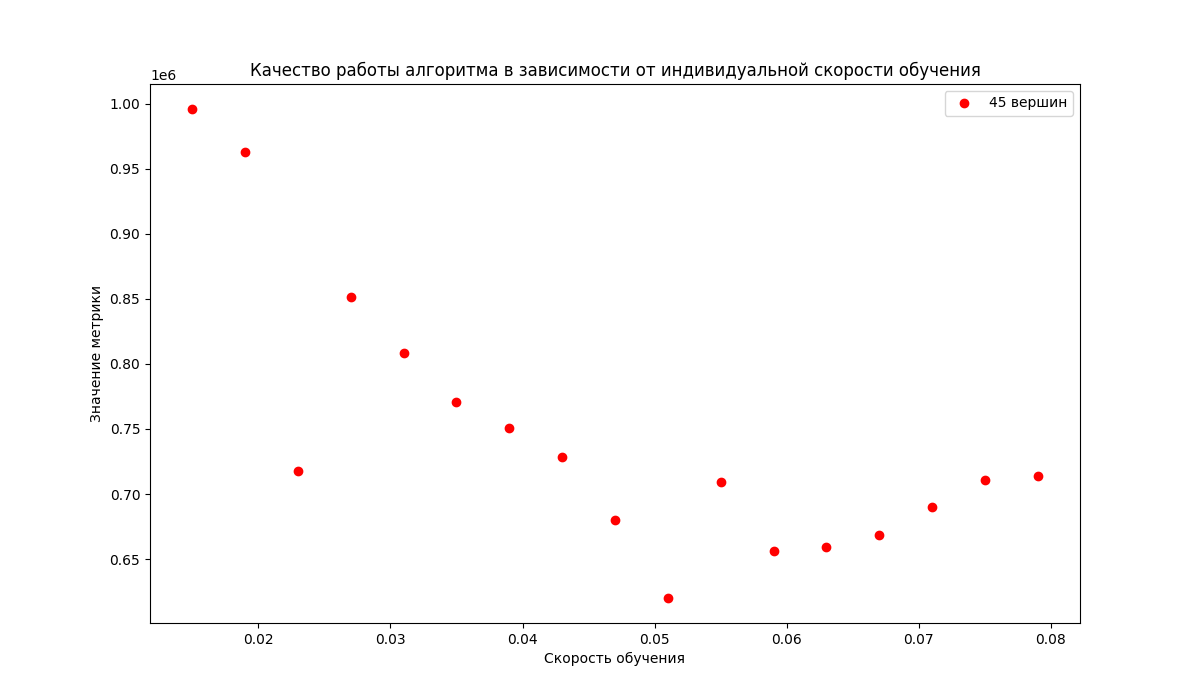 Качество работы алгоритма в зависимости от индивидуальной скорости обучения
1e6
45 вершин
1.00
0.95
0.90
0.85
0.80
0.75
0.70
0.65
Значение метрики
0.02 0.03 0.04 0.05 0.06 0.07 0.08
Скорость обучения